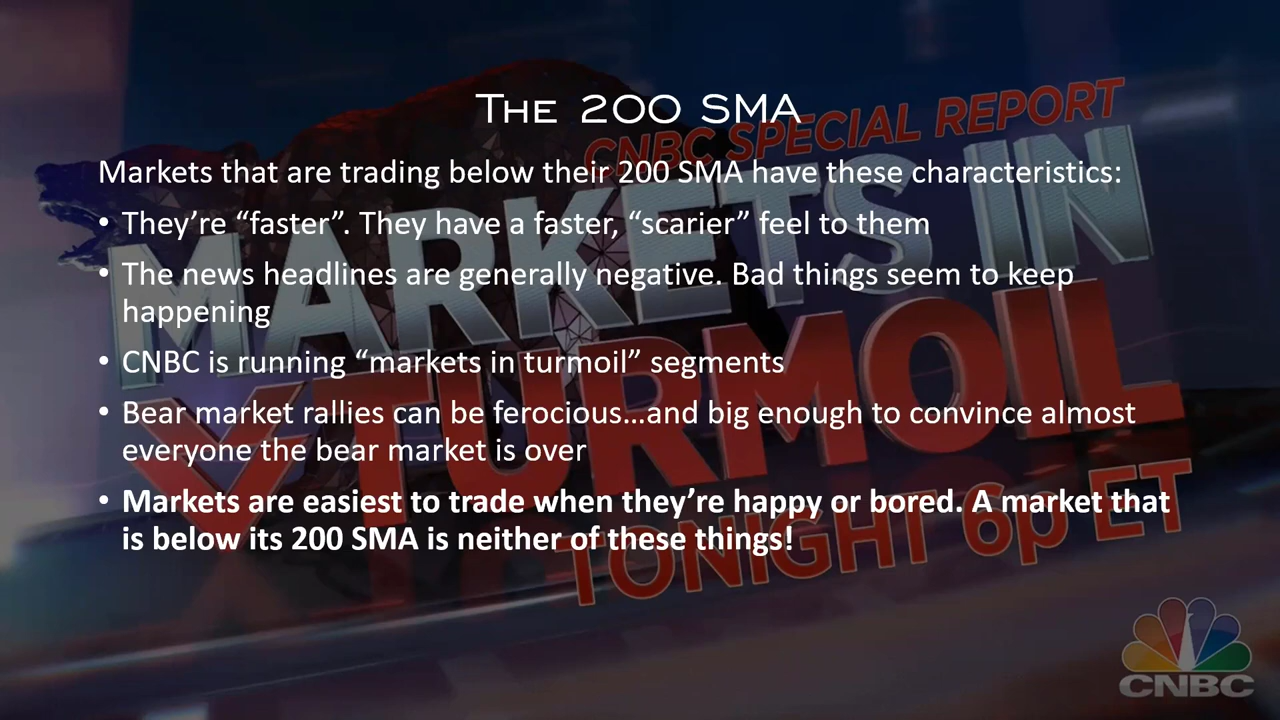 THE 200 SMA
Markets that are trading below their 200 SMA have these characteristics:
• They’re “faster”. They have a faster, “scarier” feel to them
• The news headlines are generally negative. Bad things seem to keep
happening
• CNBC is running “markets in turmoil” segments
• Bear market rallies can be ferocious…and big enough to convince almost
everyone the bear market is over
• Markets are easiest to trade when they’re happy or bored. A market that
is below its 200 SMA is neither of these things!
CNBC SPECIAL REPORT
MARKETS IN
TURMOIL
TONIGHT 6p ET
CNBC